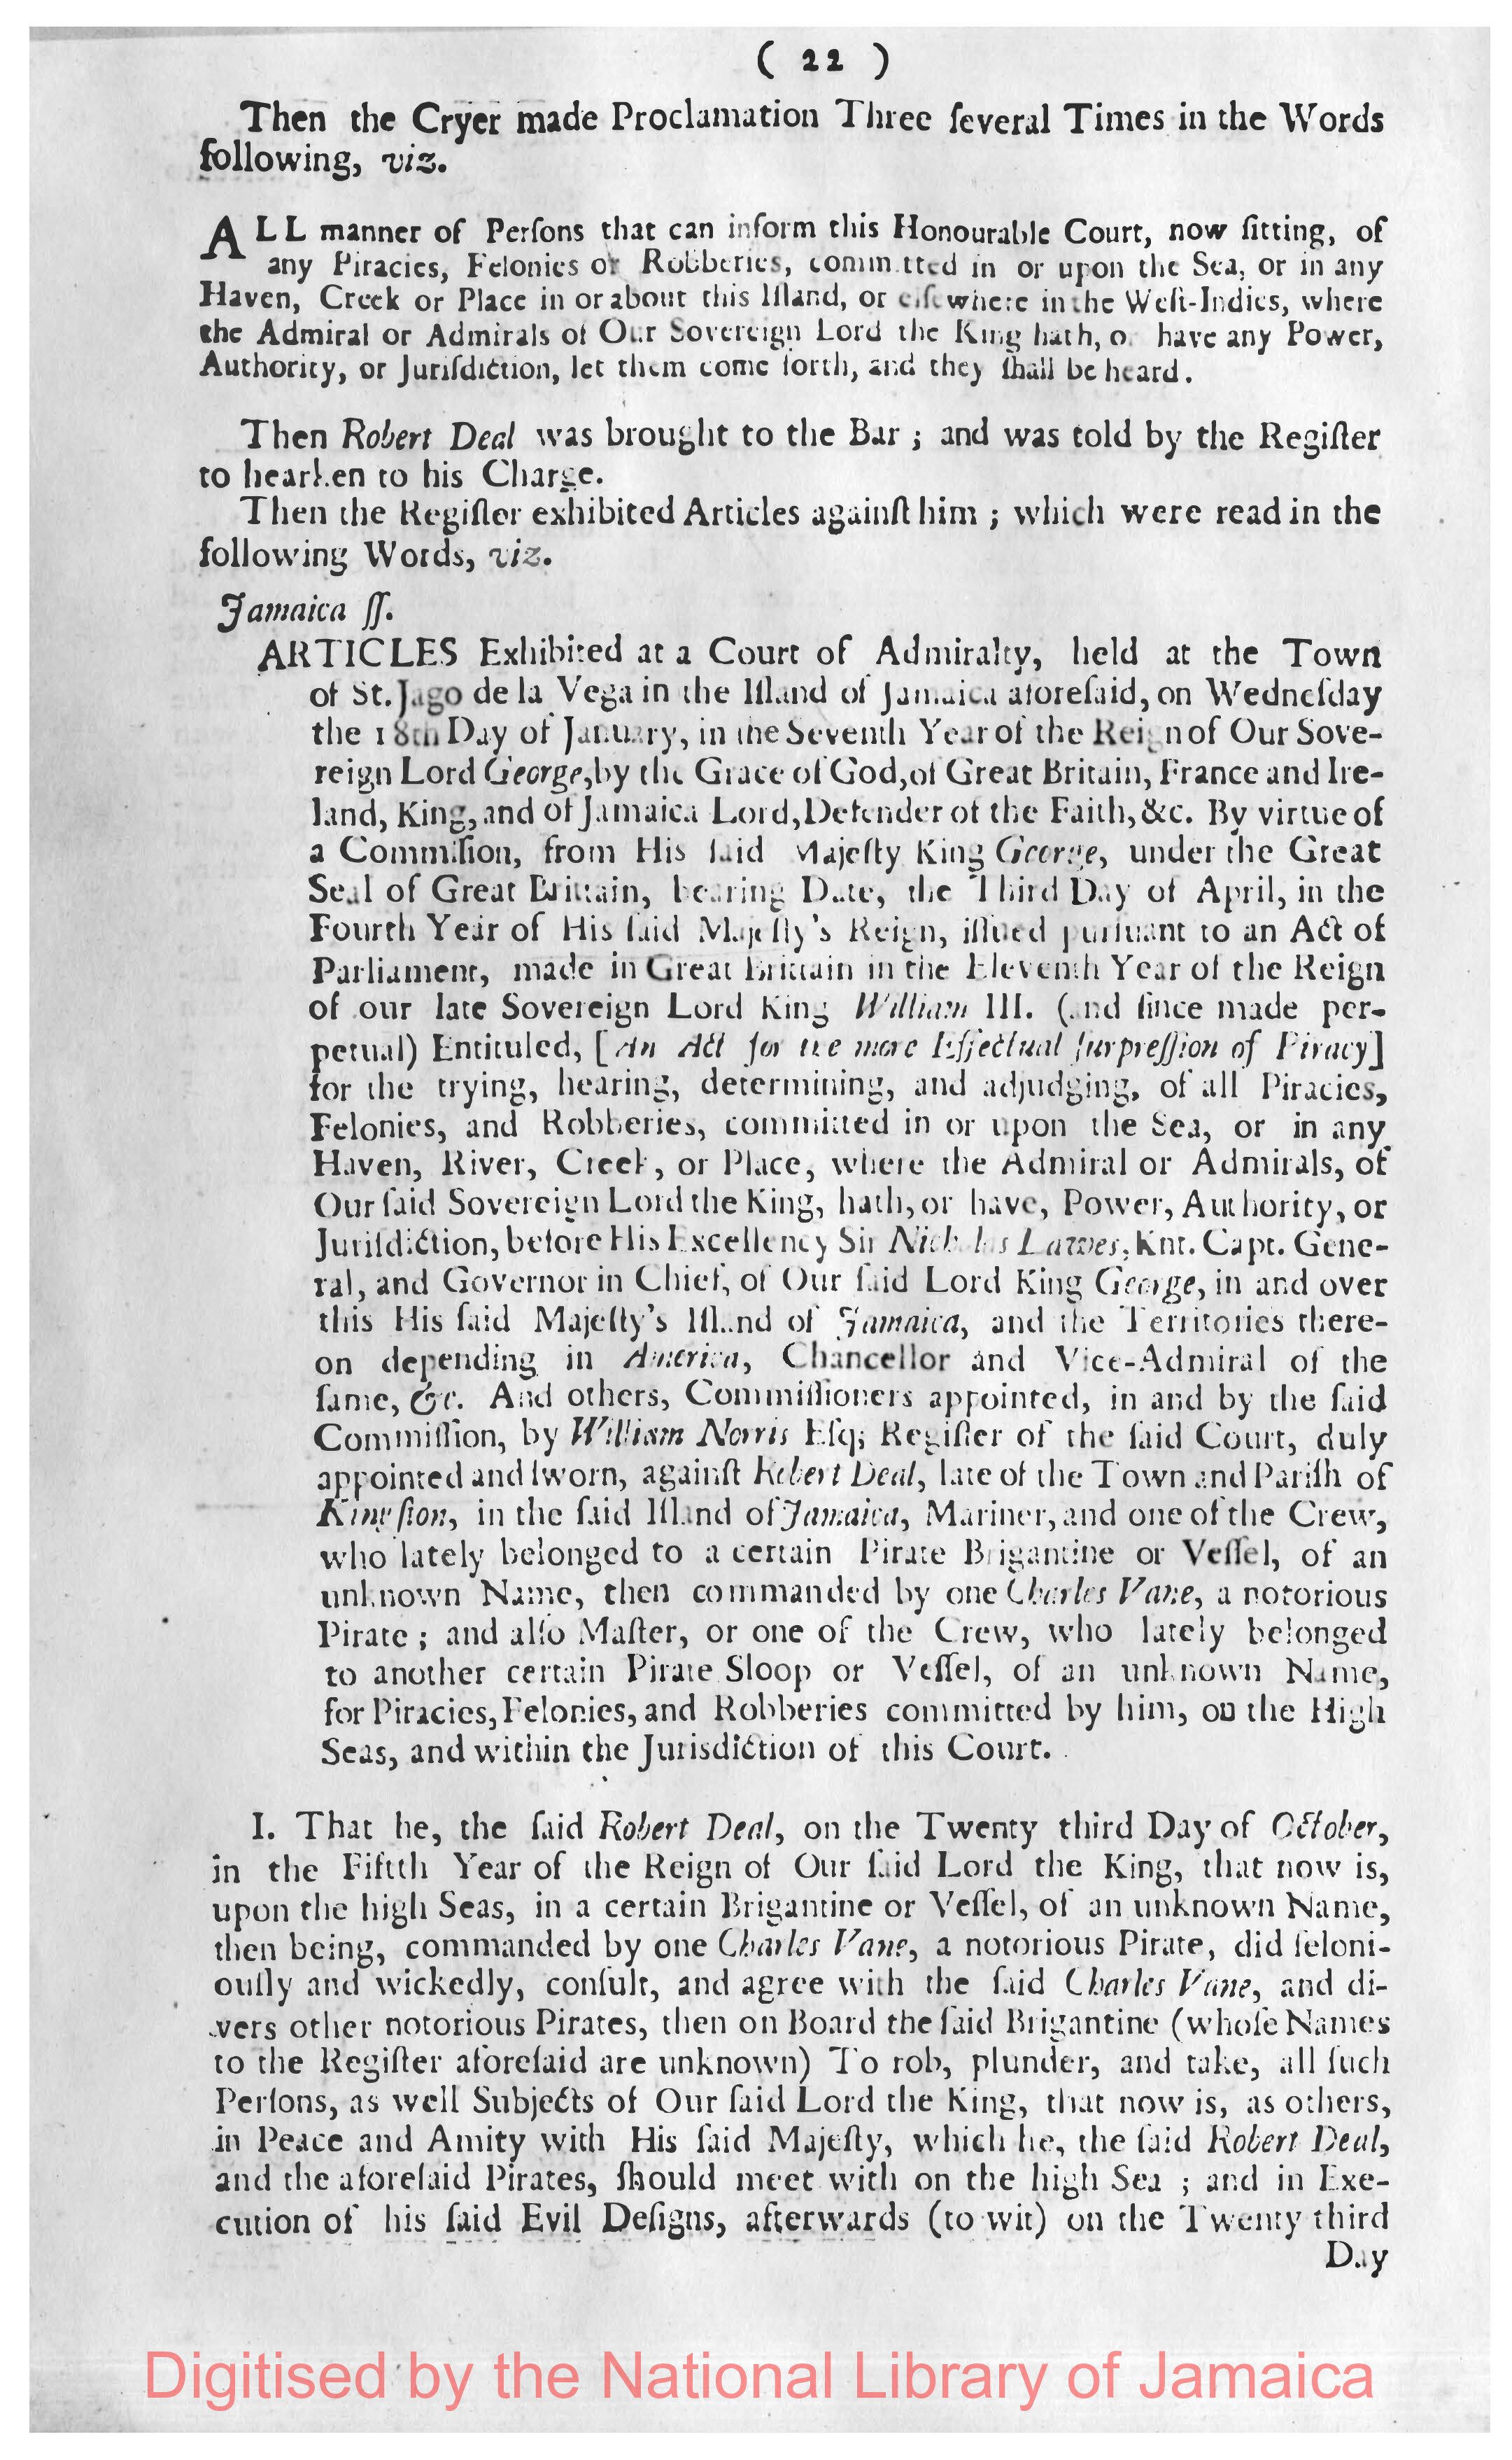 ( 22 )
Then the Cryer made Proclamation Three ſeveral Times in the Words
following, viz.
ALL manner of Perſons that can inform this Honourable Court, now ſitting, of
any Piracies, Felonies or Robberies, committed in or upon the Sea, or in any
Haven, Creek or Place in or about this Iſland, or elſewhere in the Weſt-Indies, where
the Admiral or Admirals of Our Sovereign Lord the King hath, or have any Power,
Authority, or Juriſdiction, let them come forth, and they ſhall be heard.
Then Robert Deal was brought to the Bar ; and was told by the Regiſter
to hearken to his Charge.
Then the Regiſter exhibited Articles againſt him ; which were read in the
following Words, viz.
Jamaica ſſ.
ARTICLES Exhibited at a Court of Admiralty, held at the Town
of St. Jago de la Vega in the Iſland of Jamaica aforeſaid, on Wedneſday
the 18th Day of January, in the Seventh Year of the Reign of Our Sove-
reign Lord George, by the Grace of God, of Great Britain, France and Ire-
land, King, and of Jamaica Lord, Defender of the Faith, &c. By virtue of
a Commiſſion, from His ſaid Majeſty King George, under the Great
Seal of Great Brittain, bearing Date, the Third Day of April, in the
Fourth Year of His ſaid Majeſty's Reign, iſſued purſuant to an Act of
Parliament, made in Great Brittain in the Eleventh Year of the Reign
of our late Sovereign Lord King William III. (and ſince made per-
petual) Entituled, [An Act for the more Effectual ſurpreſſion of Piracy]
for the trying, hearing, determining, and adjudging, of all Piracies,
Felonies, and Robberies, committed in or upon the Sea, or in any
Haven, River, Creek, or Place, where the Admiral or Admirals, of
Our ſaid Sovereign Lord the King, hath, or have, Power, Authority, or
Juriſdiction, before His Excellency Sir Nicholas Lawes, Knt. Capt. Gene-
ral, and Governor in Chief, of Our ſaid Lord King George, in and over
this His ſaid Majeſty's Iſland of Jamaica, and the Territories there-
on depending in America, Chancellor and Vice-Admiral of the
ſame, &c. And others, Commiſſioners appointed, in and by the ſaid
Commiſſion, by William Norris Eſq; Regiſter of the ſaid Court, duly
appointed and ſworn, againſt Robert Deal, late of the Town and Pariſh of
Kingſton, in the ſaid Iſland of Jamaica, Mariner, and one of the Crew,
who lately belonged to a certain Pirate Brigantine or Veſſel, of an
unknown Name, then commanded by one Charles Vane, a notorious
Pirate ; and alſo Maſter, or one of the Crew, who lately belonged
to another certain Pirate Sloop or Veſſel, of an unknown Name,
for Piracies, Felonies, and Robberies committed by him, on the High
Seas, and within the Jurisdiction of this Court.
I. That he, the ſaid Robert Deal, on the Twenty third Day of October,
in the Fiftth Year of the Reign of Our ſaid Lord the King, that now is,
upon the high Seas, in a certain Brigantine or Veſſel, of an unknown Name,
then being, commanded by one Charles Vane, a notorious Pirate, did feloni-
ouſly and wickedly, conſult, and agree with the ſaid Charles Vane, and di-
vers other notorious Pirates, then on Board the ſaid Brigantine (whoſe Names
to the Regiſter aforeſaid are unknown) To rob, plunder, and take, all ſuch
Perſons, as well Subjects of Our ſaid Lord the King, that now is, as others,
in Peace and Amity with His ſaid Majeſty, which he, the ſaid Robert Deal,
and the aforeſaid Pirates, ſhould meet with on the high Sea ; and in Exe-
cution of his ſaid Evil Deſigns, afterwards (to wit) on the Twenty third
Day
Digitised by the National Library of Jamaica